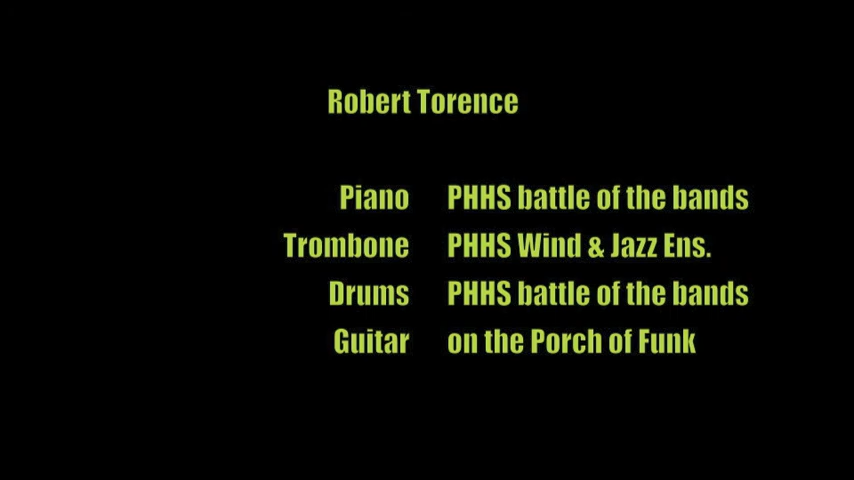 Robert Torence
Piano PHHS battle of the bands
Trombone PHHS Wind & Jazz Ens.
Drums PHHS battle of the bands
Guitar on the Porch of Funk